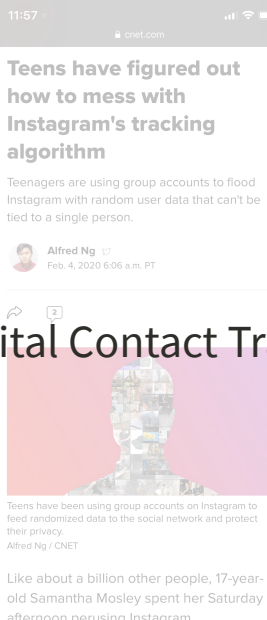 11:57
cnet.com
Teens have figured out
how to mess with
Instagram's tracking
algorithm
Teenagers are using group accounts to flood
Instagram with random user data that can't be
tied to a single person.
Alfred Ng
Feb. 4, 2020 6:06 a.m. PT
2
ital Contact Tr
Teens have been using group accounts on Instagram to
feed randomized data to the social network and protect
their privacy.
Alfred Ng / CNET
Like about a billion other people, 17-year-
old Samantha Mosley spent her Saturday
afternoon perusing Instagram